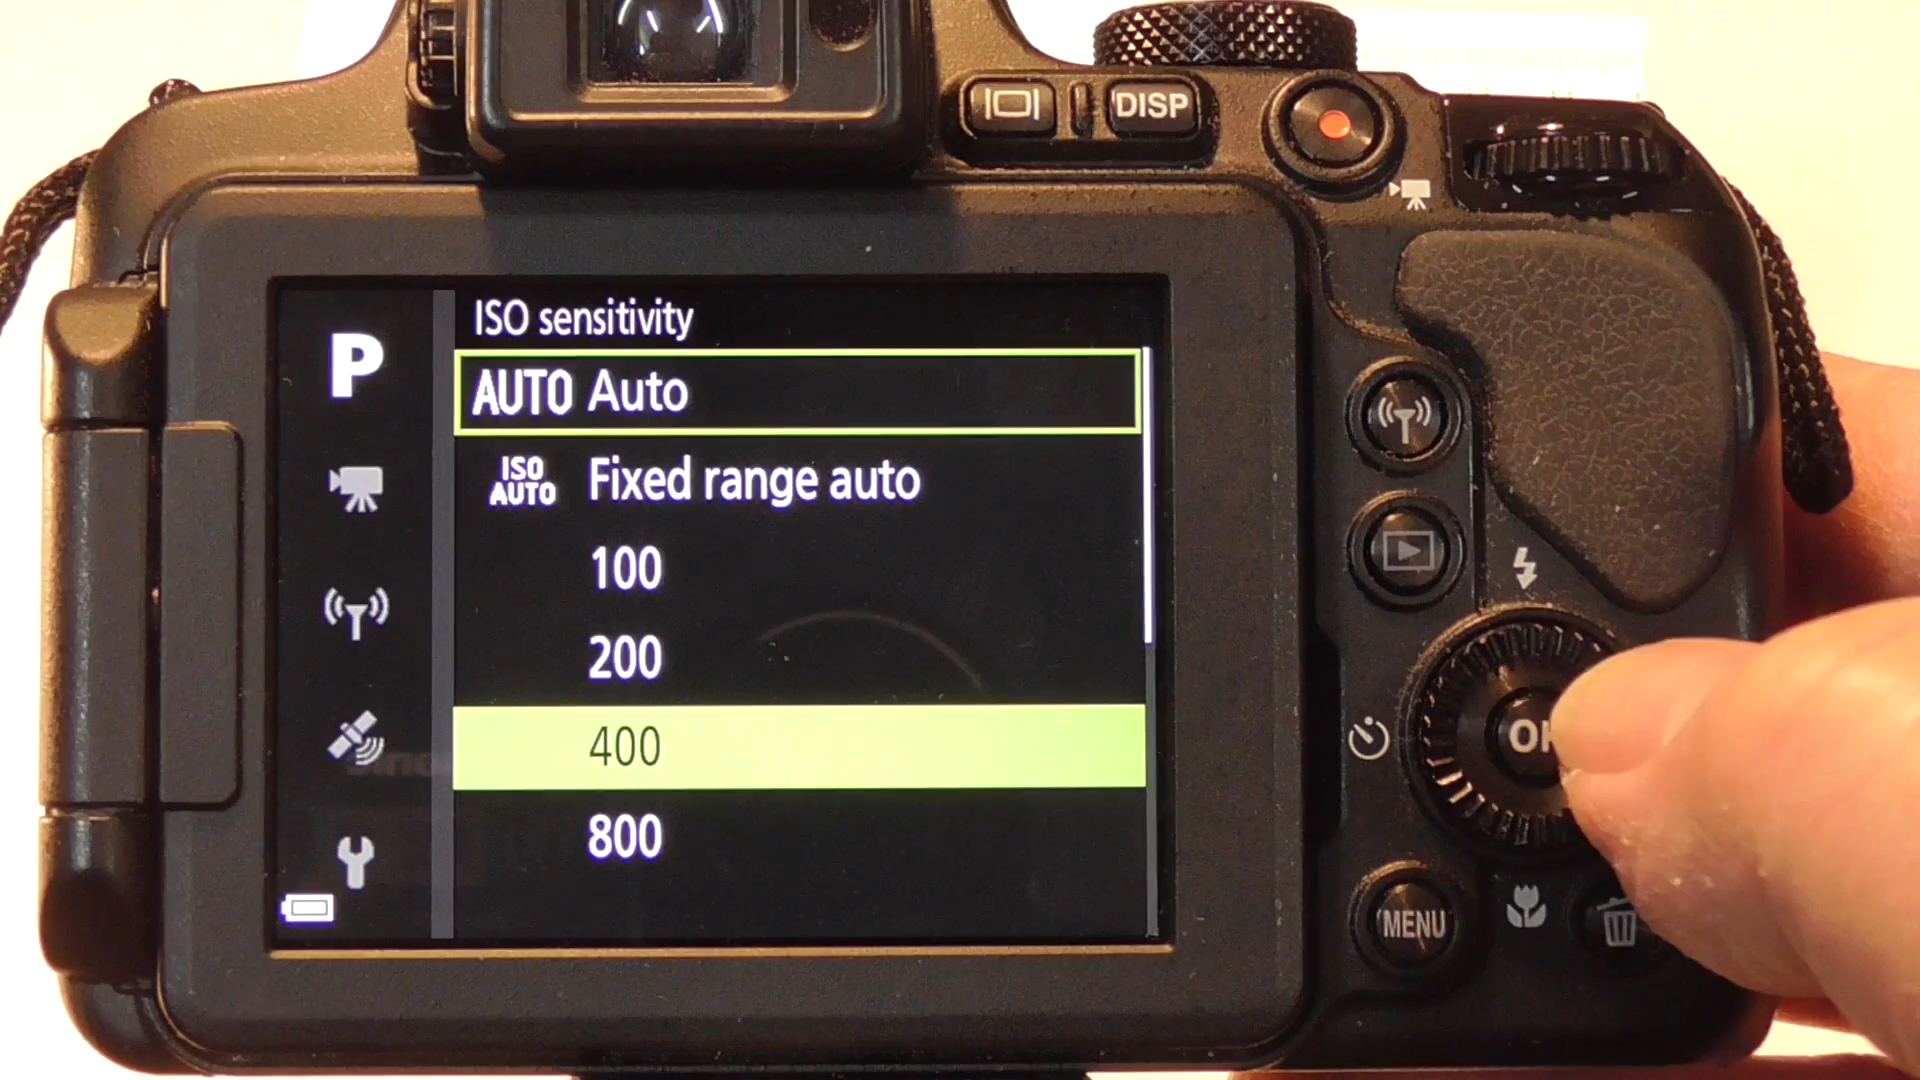 DISP
ISO sensitivity
P
AUTO Auto
ISO AUTO Fixed range auto
100
200
400
800
OK
MENU